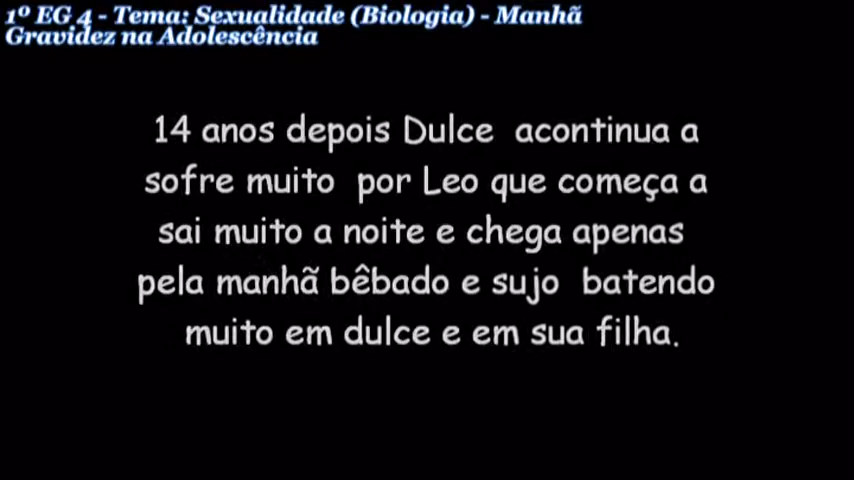 1º EG 4 - Tema: Sexualidade (Biologia) - Manhã
Gravidez na Adolescência
14 anos depois Dulce acontinua a
sofre muito por Leo que começa a
sai muito a noite e chega apenas
pela manhã bêbado e sujo batendo
muito em dulce e em sua filha.